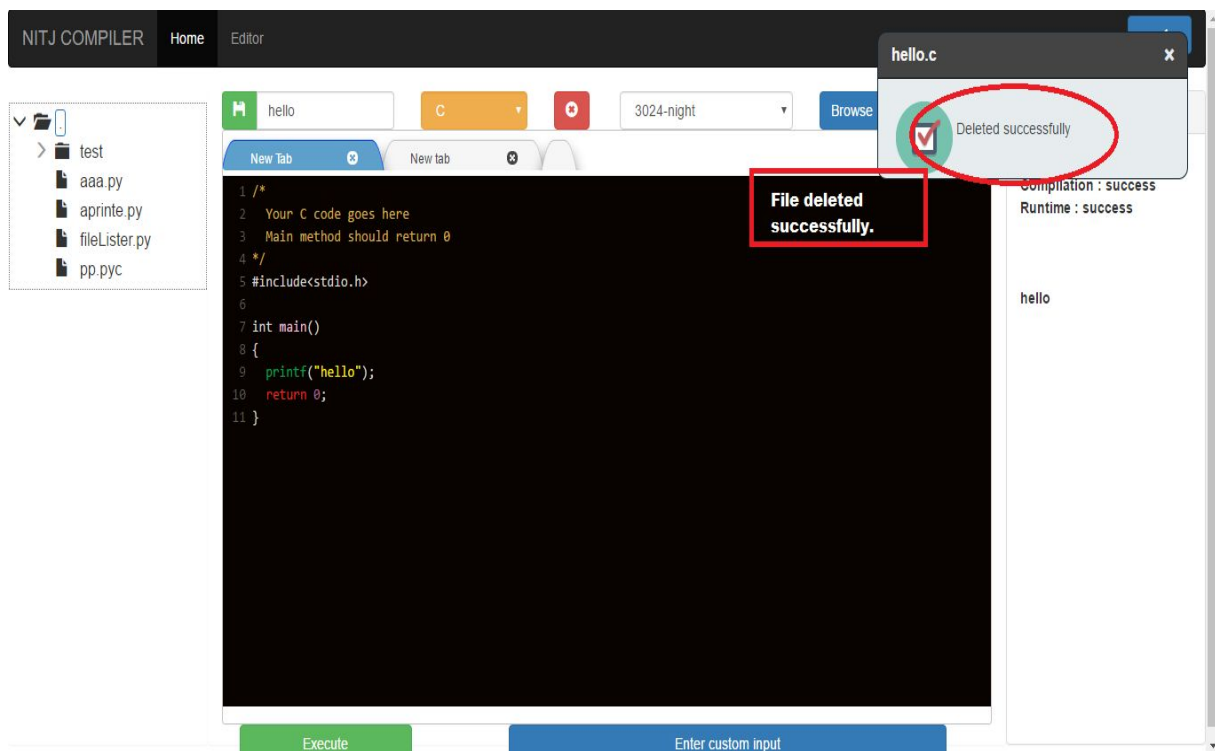 NITJ COMPILER Home Editor
hello.c x
hello C 3024-night Browse
Deleted successfully
.
test
aaa.py
aprinte.py
fileLister.py
pp.pyc
New Tab New tab
1 /*
2 Your C code goes here
3 Main method should return 0
4 */
5 #include<stdio.h>
6
7 int main()
8 {
9 printf("hello");
10 return 0;
11 }
File deleted
successfully.
Compilation : success
Runtime : success
hello
Execute Enter custom input